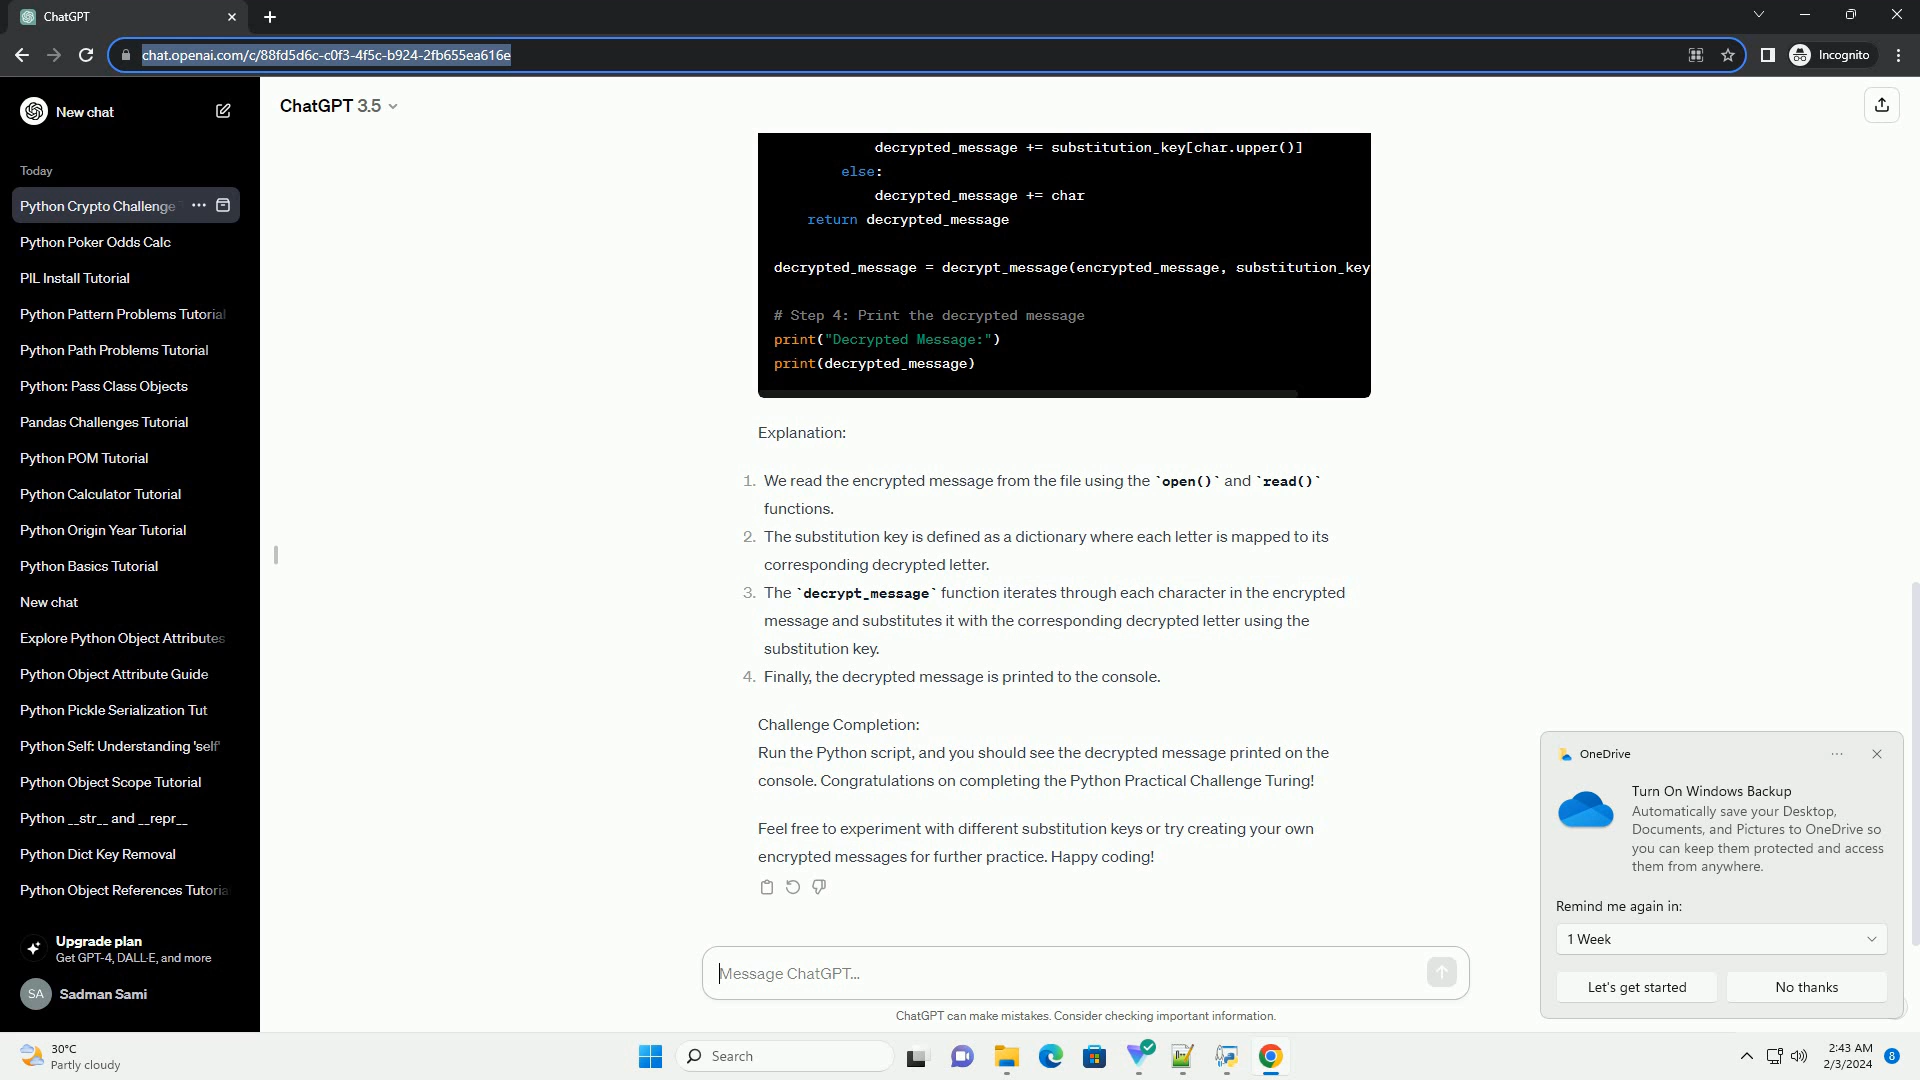 ChatGPT
chat.openai.com/c/88fd5d6c-c0f3-4f5c-b924-2fb655ea616e
Incognito
New chat
ChatGPT 3.5
Today
Python Crypto Challenge
Python Poker Odds Calc
PIL Install Tutorial
Python Pattern Problems Tutorial
Python Path Problems Tutorial
Python: Pass Class Objects
Pandas Challenges Tutorial
Python POM Tutorial
Python Calculator Tutorial
Python Origin Year Tutorial
Python Basics Tutorial
New chat
Explore Python Object Attributes
Python Object Attribute Guide
Python Pickle Serialization Tut
Python Self: Understanding 'self'
Python Object Scope Tutorial
Python __str__ and __repr__
Python Dict Key Removal
Python Object References Tutoria
Upgrade plan
Get GPT-4, DALL·E, and more
SA Sadman Sami
decrypted_message += substitution_key[char.upper()]
else:
decrypted_message += char
return decrypted_message
decrypted_message = decrypt_message(encrypted_message, substitution_key
# Step 4: Print the decrypted message
print("Decrypted Message:")
print(decrypted_message)
Explanation:
1. We read the encrypted message from the file using the `open()` and `read()`
functions.
2. The substitution key is defined as a dictionary where each letter is mapped to its
corresponding decrypted letter.
3. The `decrypt_message` function iterates through each character in the encrypted
message and substitutes it with the corresponding decrypted letter using the
substitution key.
4. Finally, the decrypted message is printed to the console.
Challenge Completion:
Run the Python script, and you should see the decrypted message printed on the
console. Congratulations on completing the Python Practical Challenge Turing!
Feel free to experiment with different substitution keys or try creating your own
encrypted messages for further practice. Happy coding!
Message ChatGPT...
ChatGPT can make mistakes. Consider checking important information.
OneDrive
Turn On Windows Backup
Automatically save your Desktop,
Documents, and Pictures to OneDrive so
you can keep them protected and access
them from anywhere.
Remind me again in:
1 Week
Let's get started
No thanks
30°C
Partly cloudy
Search
2:43 AM
2/3/2024
8